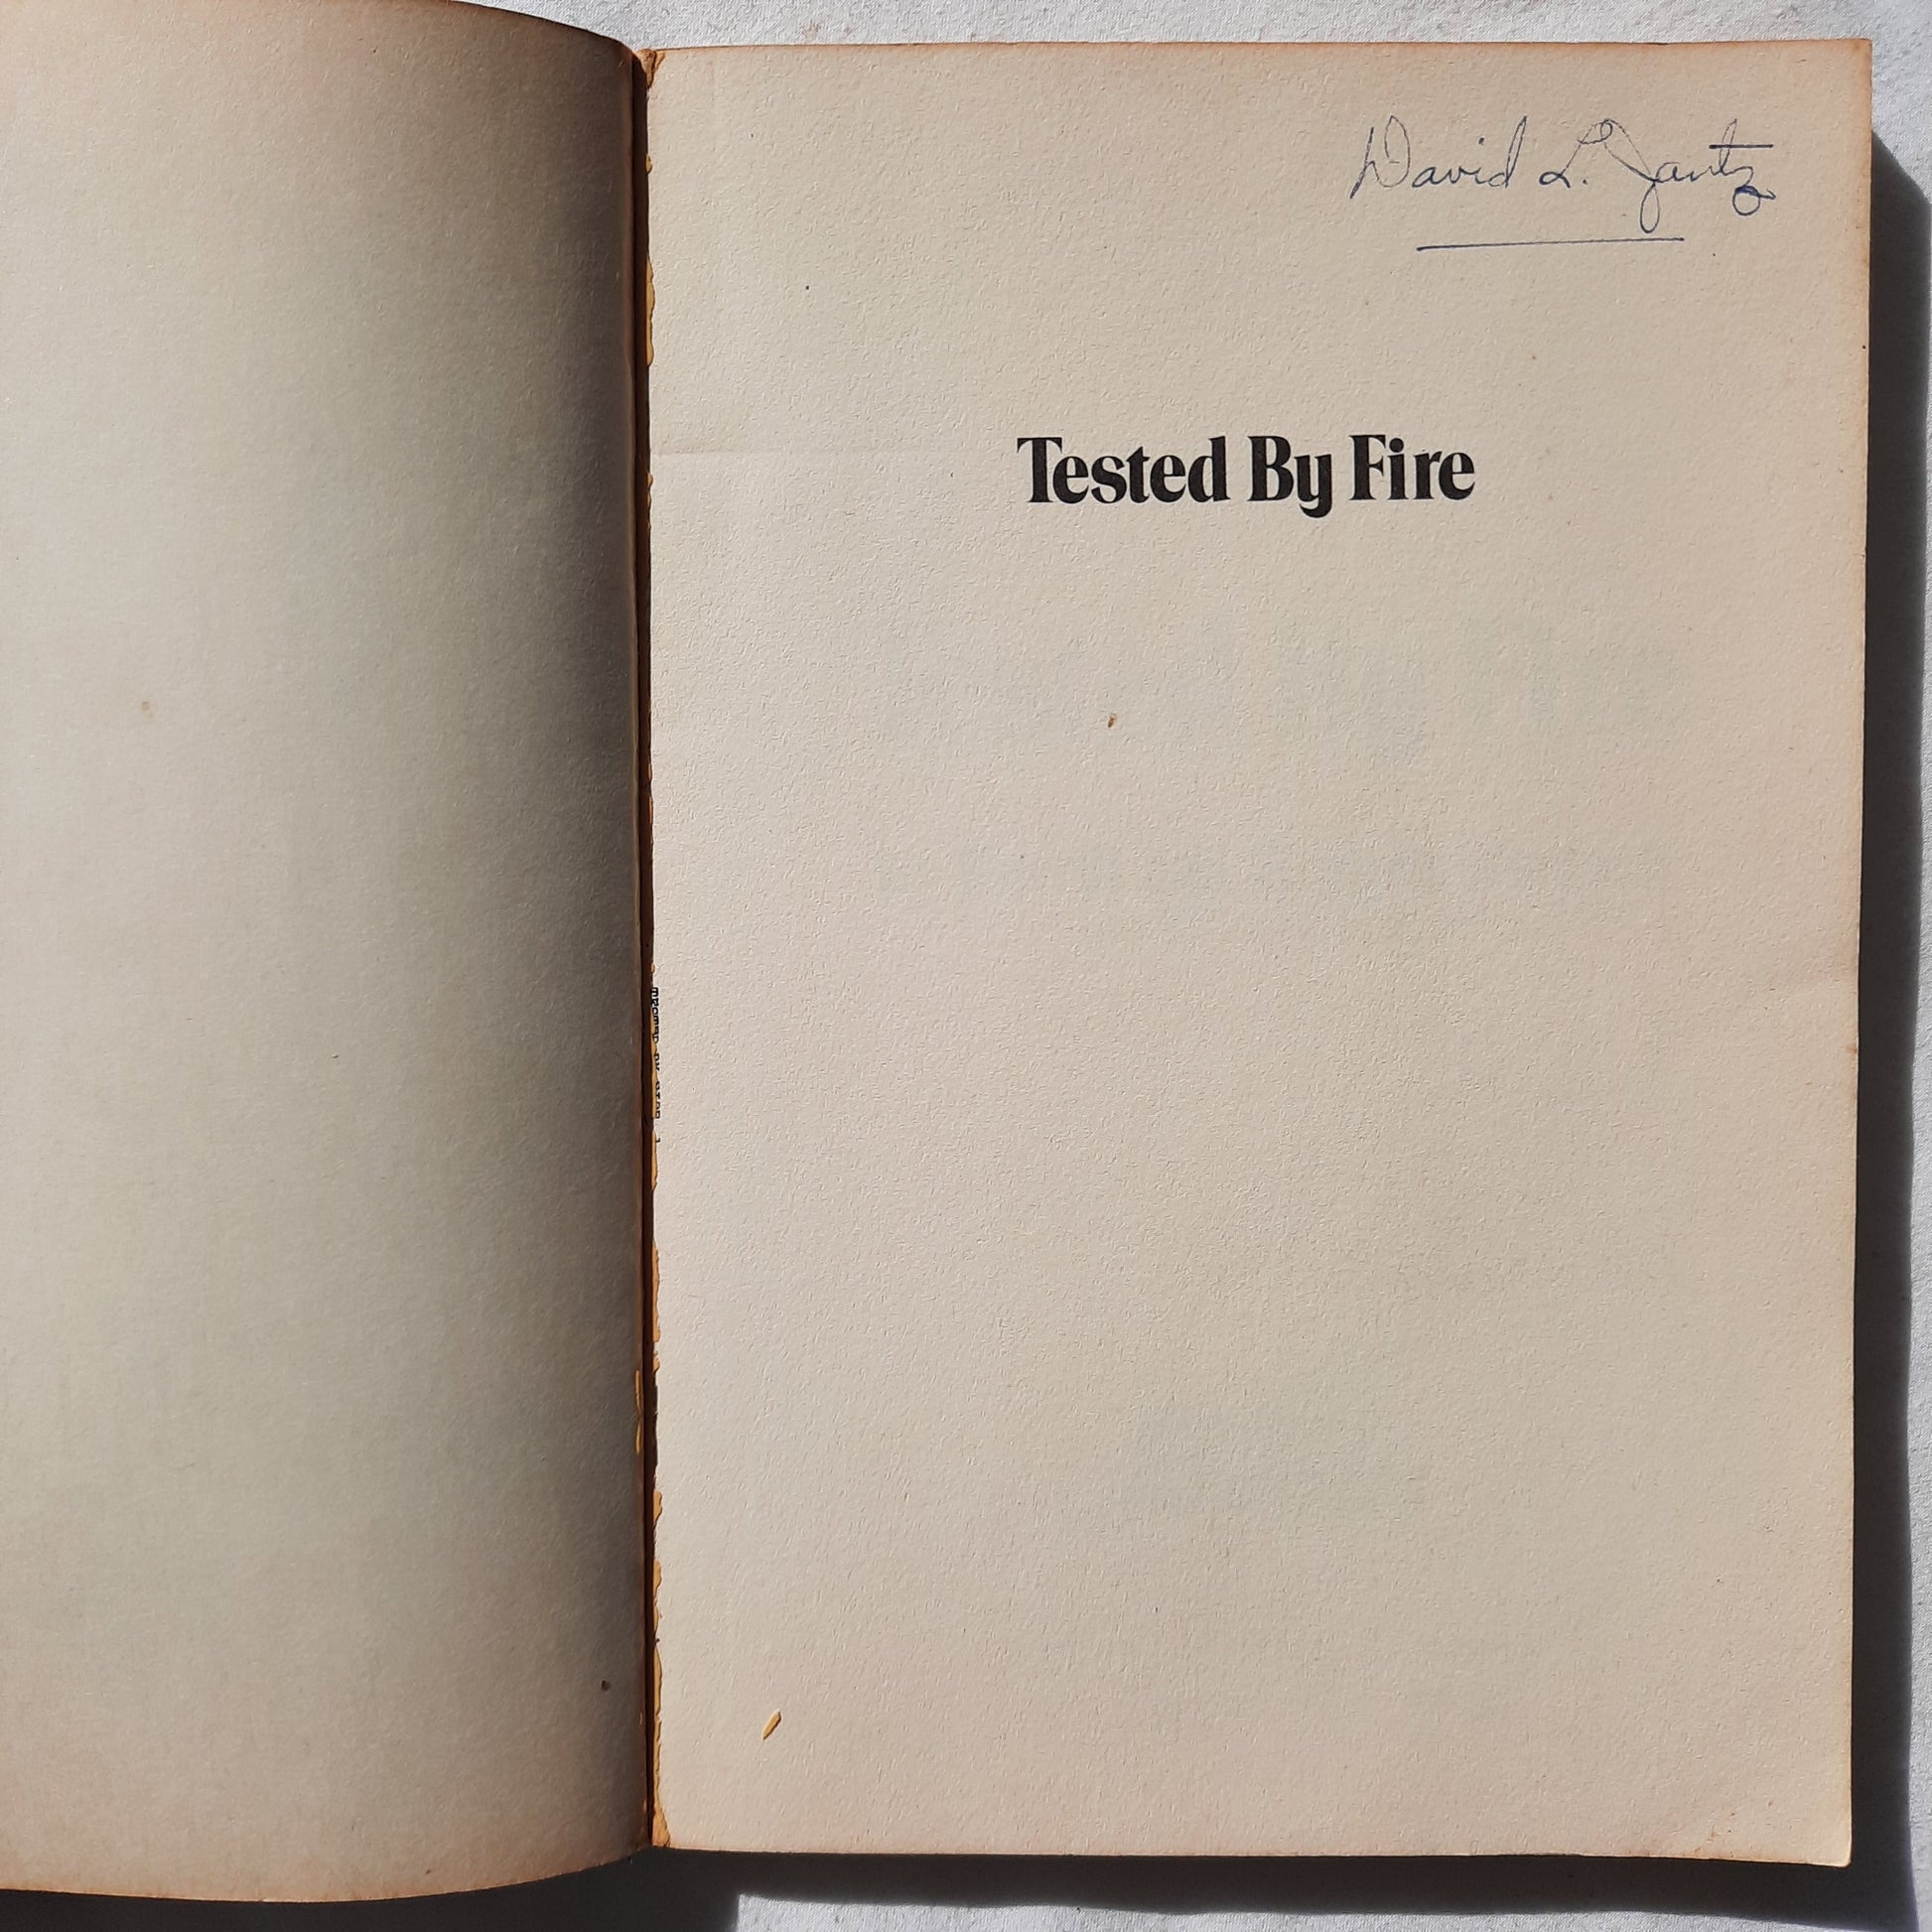 David L. Jantz
Tested By Fire